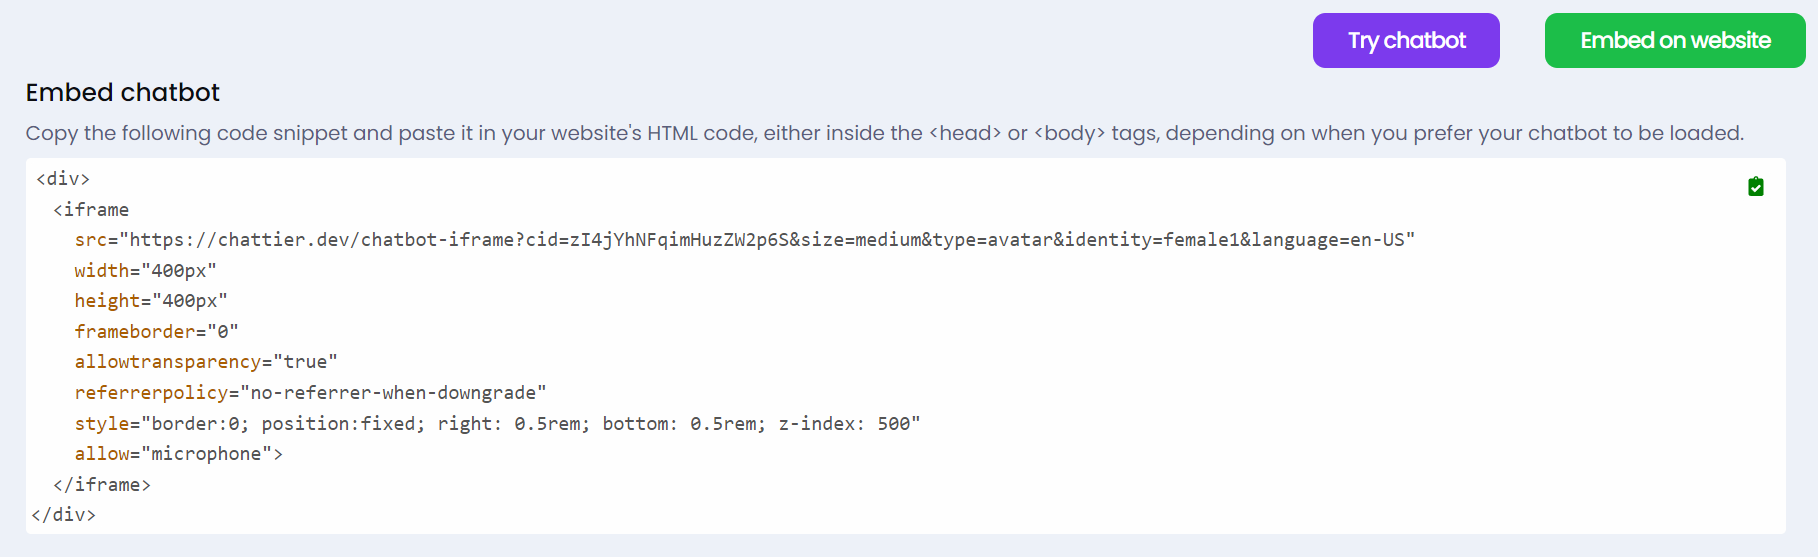 Try chatbot
Embed on website
Embed chatbot
Copy the following code snippet and paste it in your website's HTML code, either inside the <head> or <body> tags, depending on when you prefer your chatbot to be loaded.
<div>
<iframe
src="https://chattier.dev/chatbot-iframe?cid=zI4jYhNFqimHuzZW2p6S&size=medium&type=avatar&identity=female1&language=en-US"
width="400px"
height="400px"
frameborder="0"
allowtransparency="true"
referrerpolicy="no-referrer-when-downgrade"
style="border:0; position:fixed; right: 0.5rem; bottom: 0.5rem; z-index: 500"
allow="microphone">
</iframe>
</div>